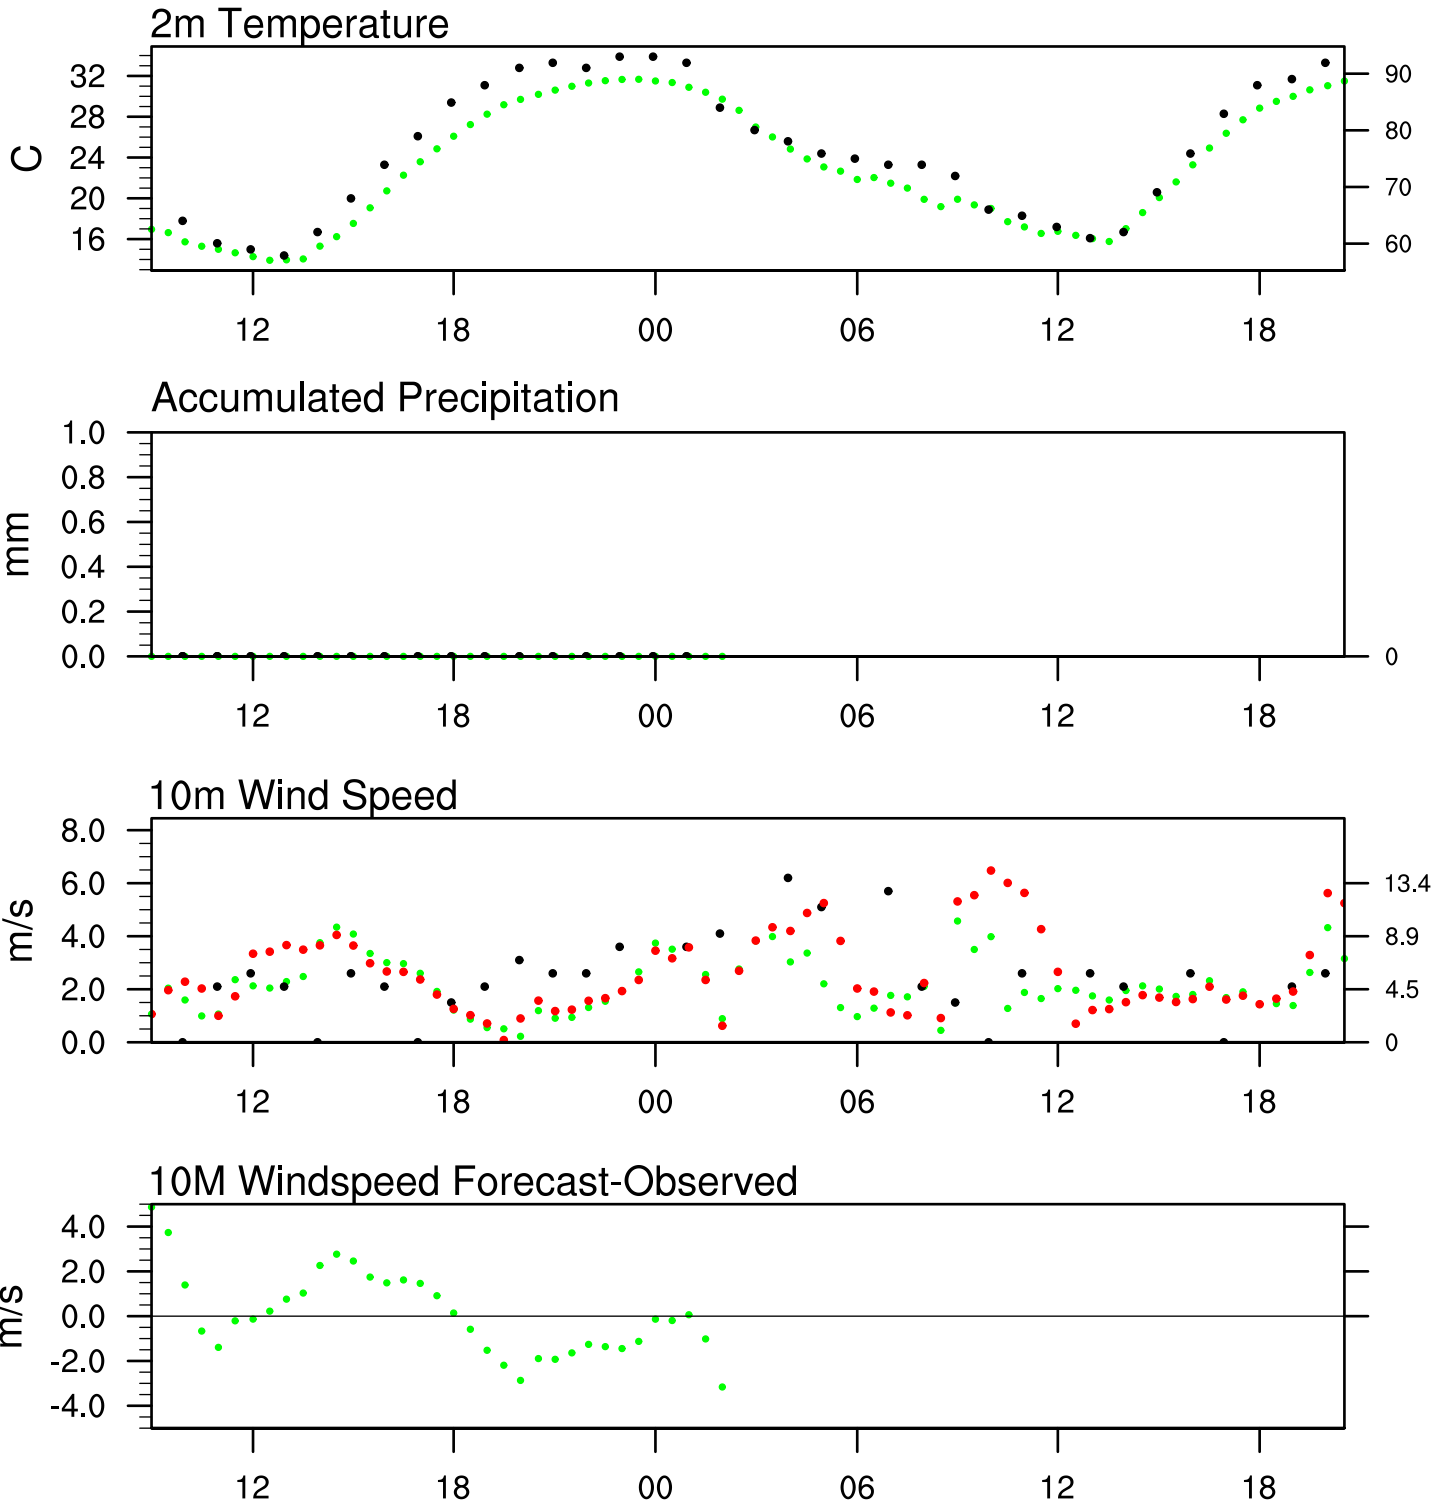 2m Temperature
32
28
24
20
16
C
90
80
70
60
12 18 00 06 12 18
Accumulated Precipitation
1.0
0.8
0.6
0.4
0.2
0.0
mm
0
12 18 00 06 12 18
10m Wind Speed
8.0
6.0
4.0
2.0
0.0
m/s
13.4
8.9
4.5
0
12 18 00 06 12 18
10M Windspeed Forecast-Observed
4.0
2.0
0.0
-2.0
-4.0
m/s
12 18 00 06 12 18